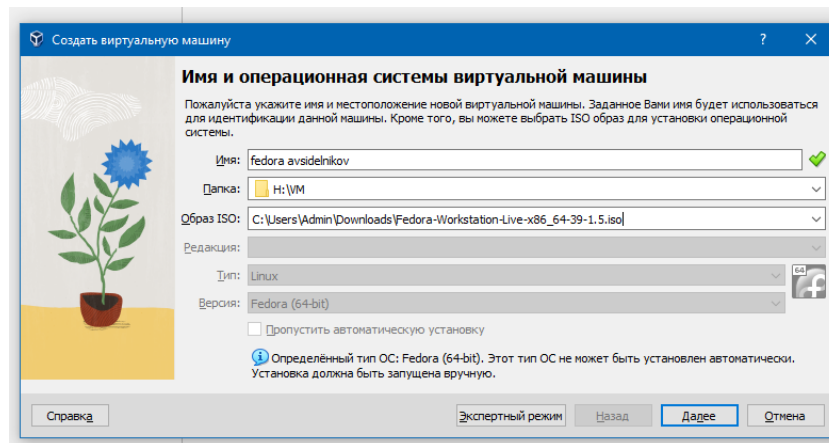 Создать виртуальную машину
Имя и операционная системы виртуальной машины
Пожалуйста укажите имя и местоположение новой виртуальной машины. Заданное Вами имя будет использоваться
для идентификации данной машины. Кроме того, вы можете выбрать ISO образ для установки операционной
системы.
Имя: fedora avsidelnikov
Папка: H:\VM
Образ ISO: C:\Users\Admin\Downloads\Fedora-Workstation-Live-x86_64-39-1.5.iso
Редакция:
Тип: Linux
64
Версия: Fedora (64-bit)
Пропустить автоматическую установку
Определённый тип ОС: Fedora (64-bit). Этот тип ОС не может быть установлен автоматически.
Установка должна быть запущена вручную.
Справка Экспертный режим Назад Далее Отмена